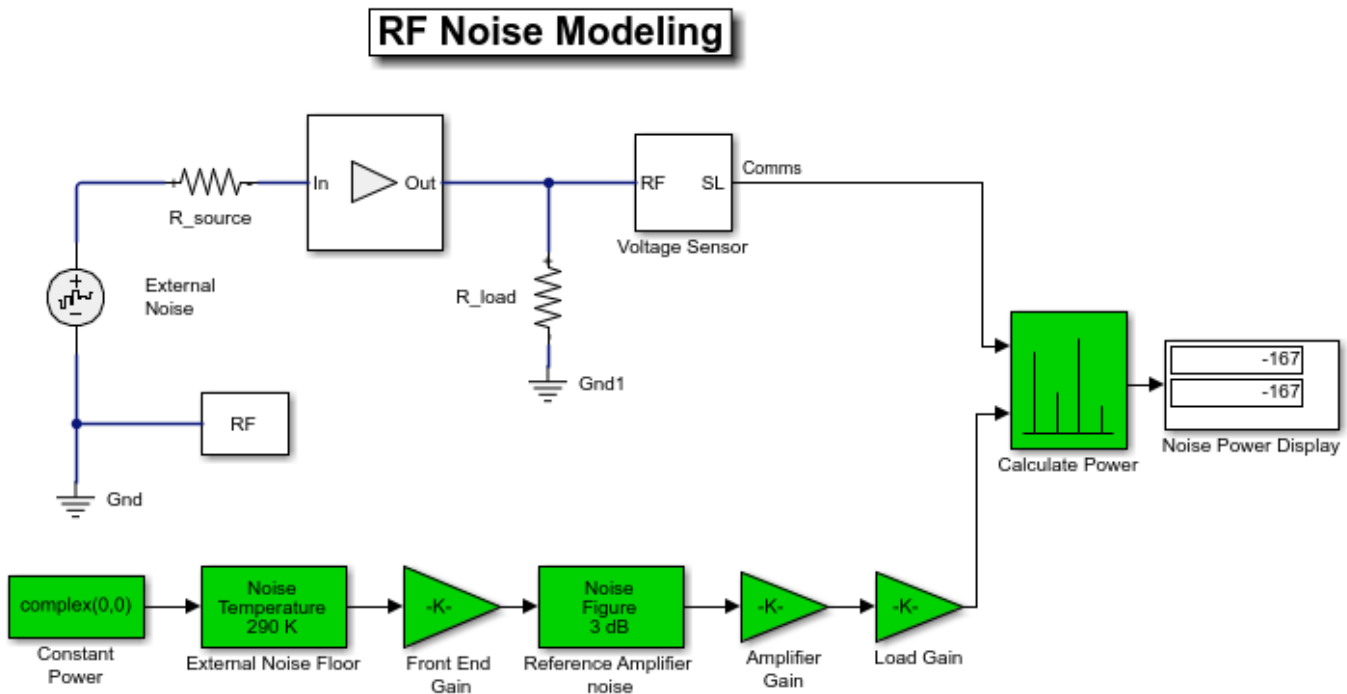 RF Noise Modeling
In
Out
RF
SL
Comms
R_source
Voltage Sensor
External
Noise
R_load
Gnd1
RF
Gnd
-167
-167
Calculate Power
Noise Power Display
complex(0,0)
Constant
Power
Noise
Temperature
290 K
External Noise Floor
-K-
Front End
Gain
Noise
Figure
3 dB
Reference Amplifier
noise
-K-
Amplifier
Gain
-K-
Load Gain